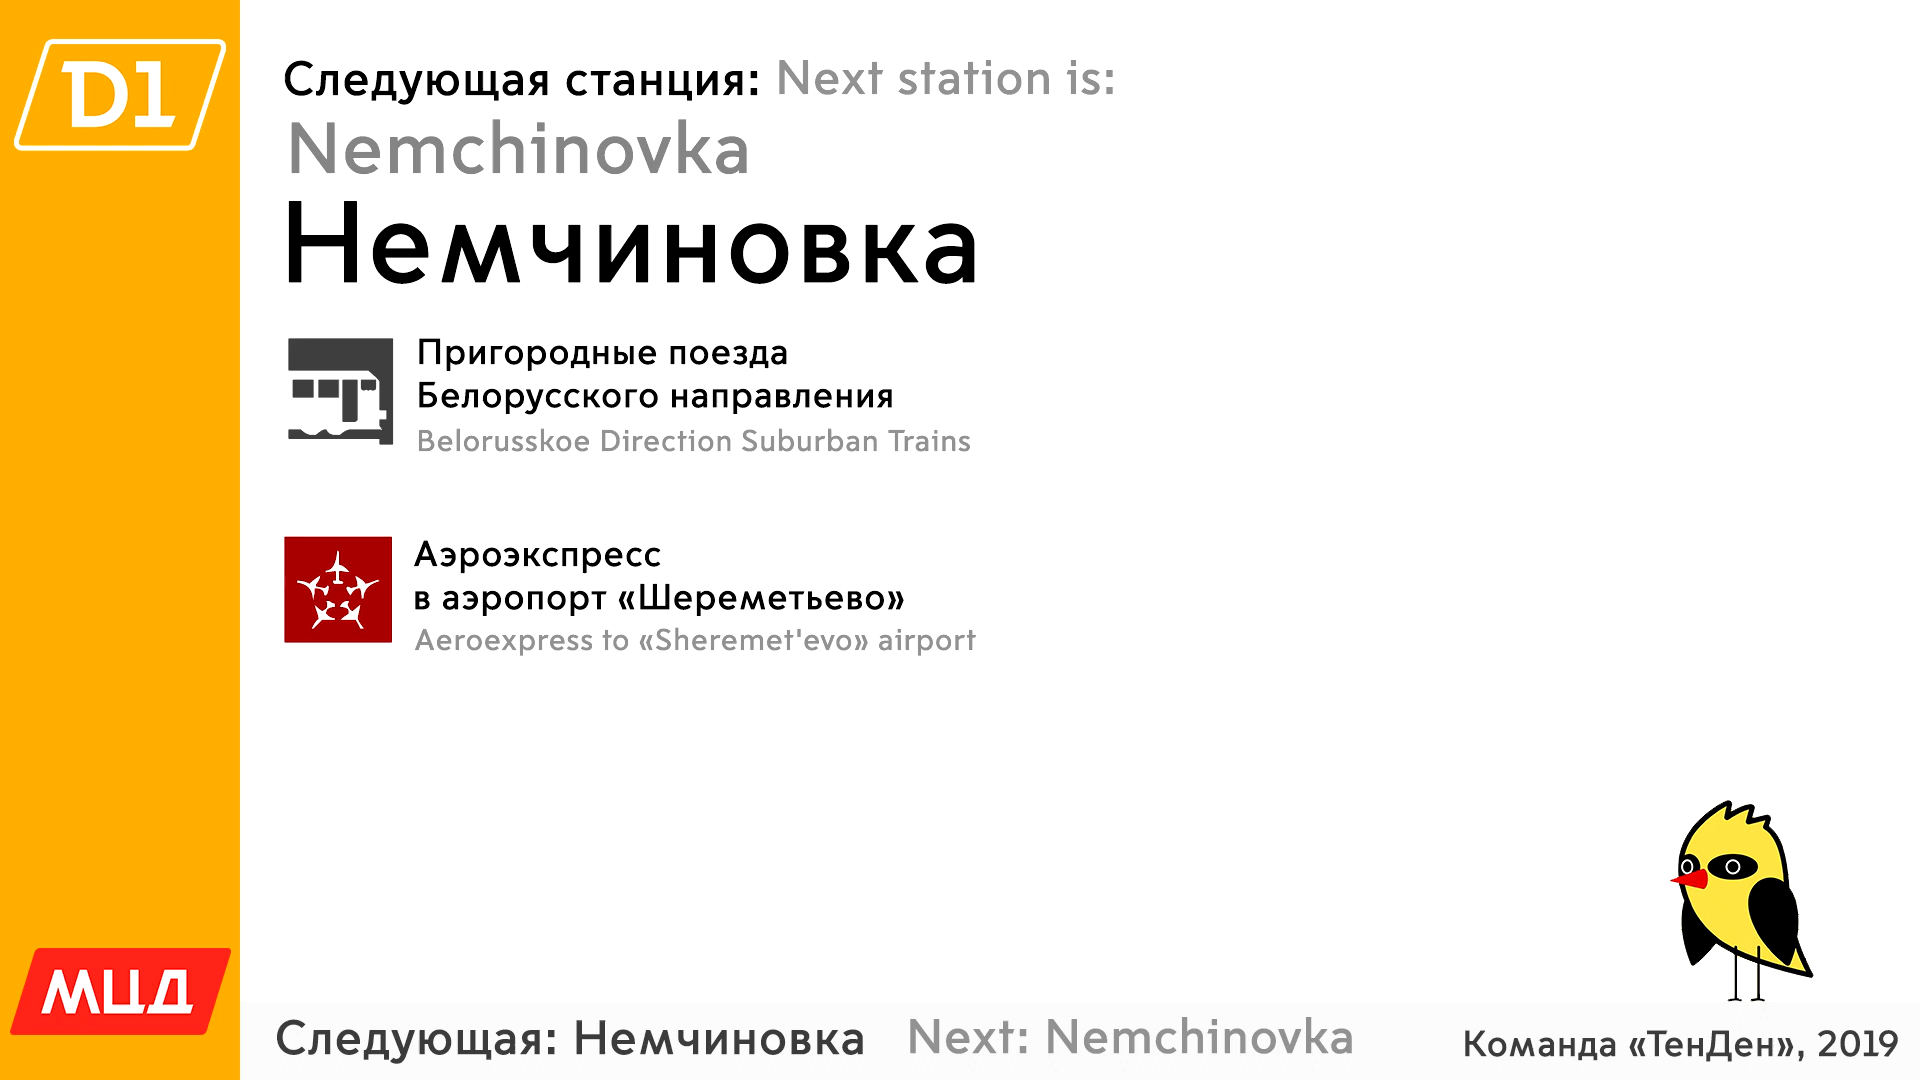 D1
Следующая станция: Next station is:
Nemchinovka
Немчиновка
Пригородные поезда
Белорусского направления
Belorusskoe Direction Suburban Trains
Аэроэкспресс
в аэропорт «Шереметьево»
Aeroexpress to «Sheremet'evo» airport
МЦД
Следующая: Немчиновка Next: Nemchinovka
Команда «ТенДен», 2019